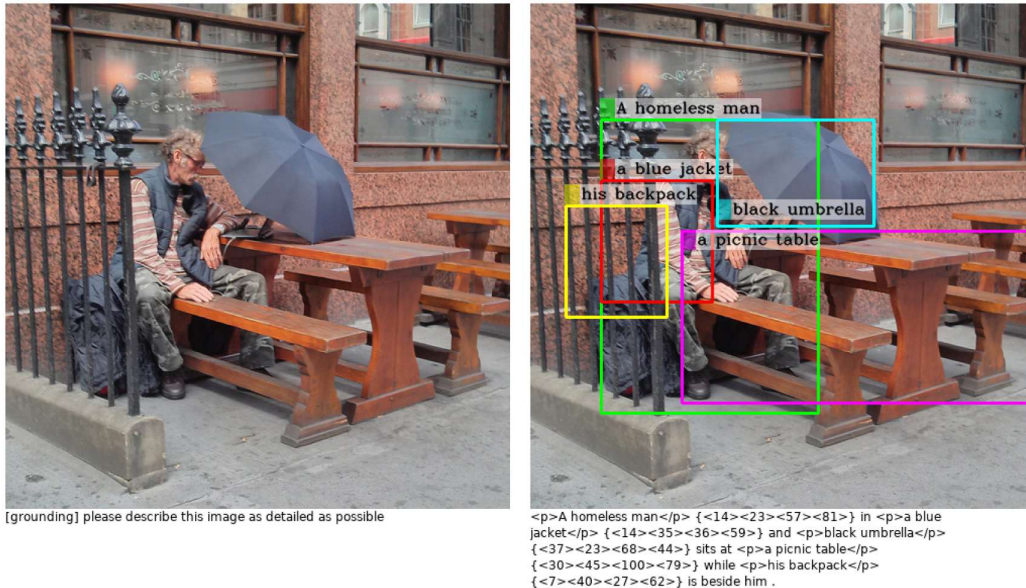 A homeless man
a blue jacket
his backpack
black umbrella
a picnic table
[grounding] please describe this image as detailed as possible
<p>A homeless man</p> {<14><23><57><81>} in <p>a blue
jacket</p> {<14><35><36><59>} and <p>black umbrella</p>
{<37><23><68><44>} sits at <p>a picnic table</p>
{<30><45><100><79>} while <p>his backpack</p>
{<7><40><27><62>} is beside him .